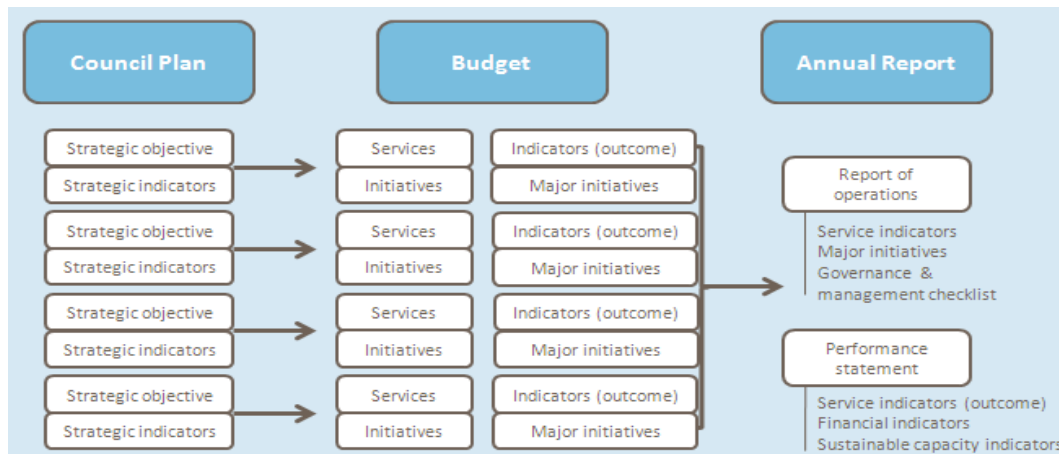 Council Plan
Budget
Annual Report
Strategic objective
Strategic indicators
Services
Initiatives
Indicators (outcome)
Major initiatives
Strategic objective
Strategic indicators
Services
Initiatives
Indicators (outcome)
Major initiatives
Strategic objective
Strategic indicators
Services
Initiatives
Indicators (outcome)
Major initiatives
Strategic objective
Strategic indicators
Services
Initiatives
Indicators (outcome)
Major initiatives
Report of
operations
Service indicators
Major initiatives
Governance &
management checklist
Performance
statement
Service indicators (outcome)
Financial indicators
Sustainable capacity indicators